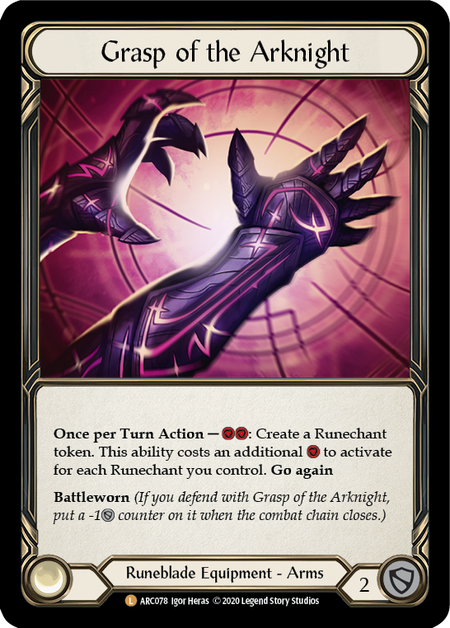 Grasp of the Arknight
Once per Turn Action — : Create a Runechant
token. This ability costs an additional to activate
for each Runechant you control. Go again
Battleworn (If you defend with Grasp of the Arknight,
put a -1 counter on it when the combat chain closes.)
Runeblade Equipment - Arms
2
L ARC078 Igor Heras ©2020 Legend Story Studios